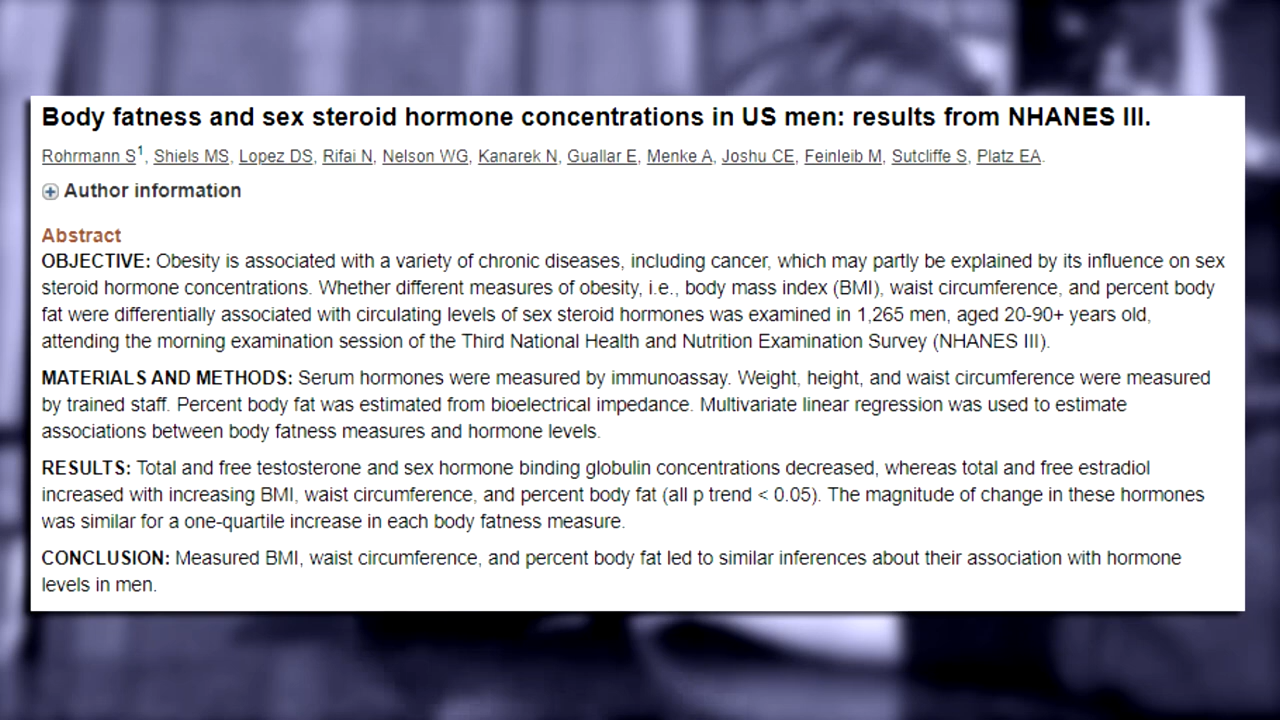 Body fatness and sex steroid hormone concentrations in US men: results from NHANES III.
Rohrmann S1, Shiels MS, Lopez DS, Rifai N, Nelson WG, Kanarek N, Guallar E, Menke A, Joshu CE, Feinleib M, Sutcliffe S, Platz EA.
Author information
Abstract
OBJECTIVE: Obesity is associated with a variety of chronic diseases, including cancer, which may partly be explained by its influence on sex
steroid hormone concentrations. Whether different measures of obesity, i.e., body mass index (BMI), waist circumference, and percent body
fat were differentially associated with circulating levels of sex steroid hormones was examined in 1,265 men, aged 20-90+ years old,
attending the morning examination session of the Third National Health and Nutrition Examination Survey (NHANES III).
MATERIALS AND METHODS: Serum hormones were measured by immunoassay. Weight, height, and waist circumference were measured
by trained staff. Percent body fat was estimated from bioelectrical impedance. Multivariate linear regression was used to estimate
associations between body fatness measures and hormone levels.
RESULTS: Total and free testosterone and sex hormone binding globulin concentrations decreased, whereas total and free estradiol
increased with increasing BMI, waist circumference, and percent body fat (all p trend < 0.05). The magnitude of change in these hormones
was similar for a one-quartile increase in each body fatness measure.
CONCLUSION: Measured BMI, waist circumference, and percent body fat led to similar inferences about their association with hormone
levels in men.